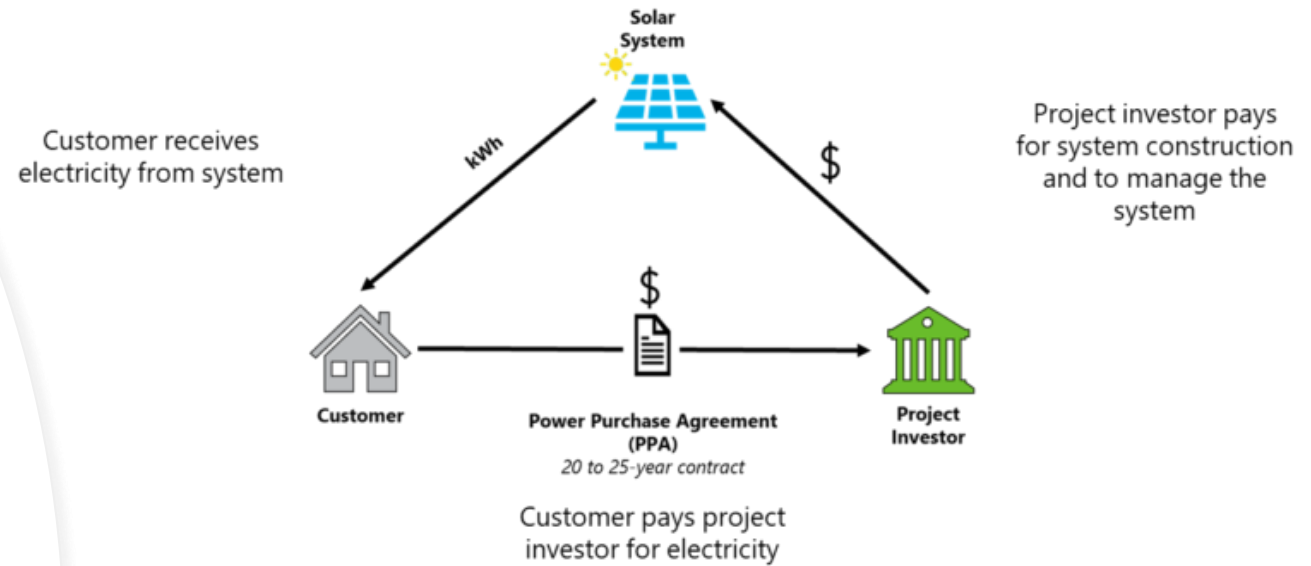 Solar
System
Customer receives
electricity from system
kWh
$
Project investor pays
for system construction
and to manage the
system
$
Customer
Power Purchase Agreement
(PPA)
20 to 25-year contract
Project
Investor
Customer pays project
investor for electricity